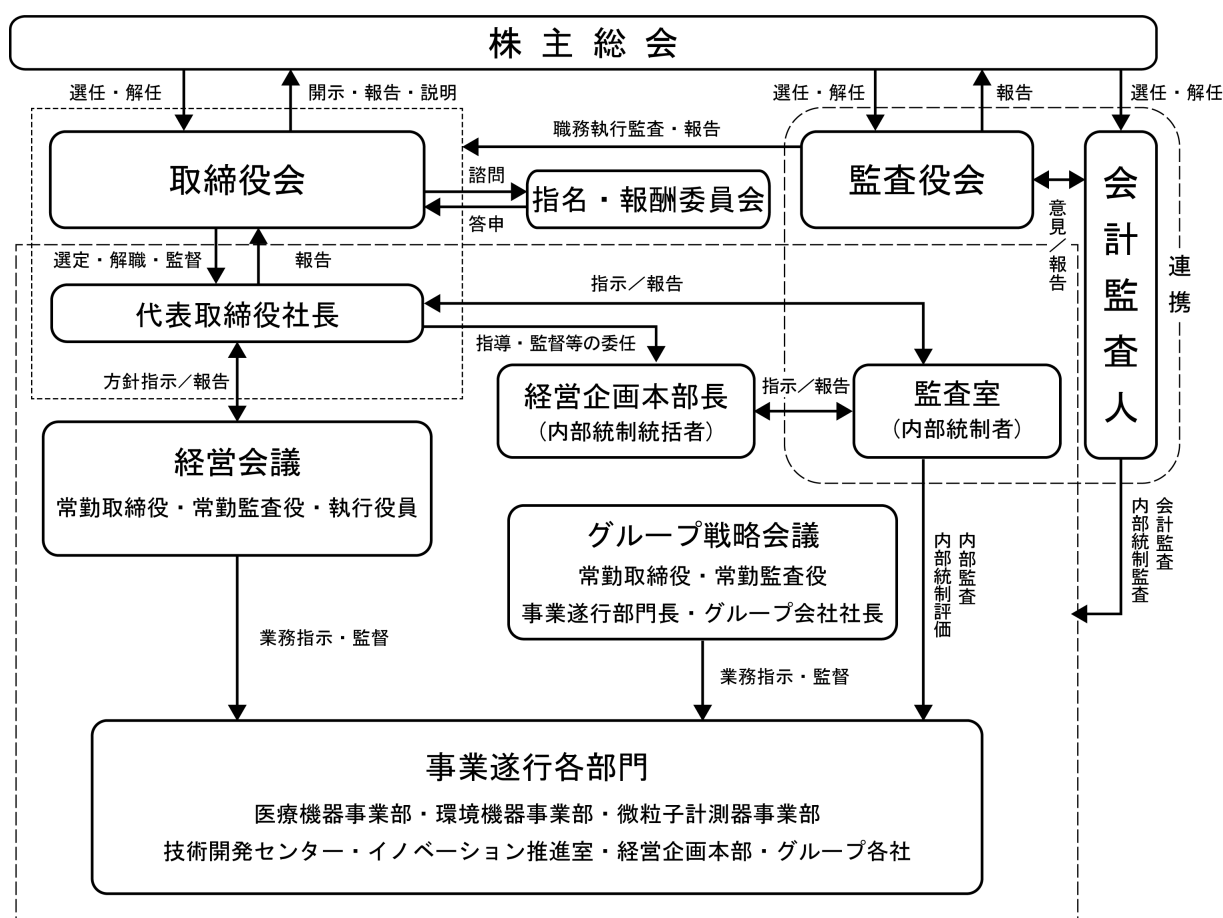 株主総会
選任・解任
開示・報告・説明
選任・解任
報告
選任・解任
職務執行監査・報告
取締役会
諮問
答申
指名・報酬委員会
監査役会
意見／報告
会計監査人
連携
選定・解職・監督
報告
代表取締役社長
指示／報告
指導・監督等の委任
方針指示／報告
経営企画本部長
（内部統制統括者）
指示／報告
監査室
（内部統制者）
経営会議
常勤取締役・常勤監査役・執行役員
グループ戦略会議
常勤取締役・常勤監査役
事業遂行部門長・グループ会社社長
内部監査
内部統制評価
会計監査
内部統制監査
業務指示・監督
業務指示・監督
事業遂行各部門
医療機器事業部・環境機器事業部・微粒子計測器事業部
技術開発センター・イノベーション推進室・経営企画本部・グループ各社